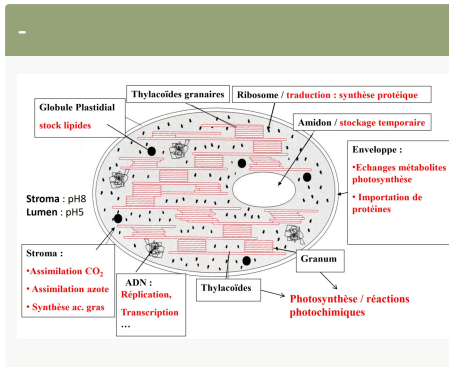 -
Thylacoïdes granaires
Ribosome / traduction : synthèse protéique
Globule Plastidial
stock lipides
Amidon / stockage temporaire
Enveloppe :
•Echanges métabolites
photosynthèse
• Importation de
protéines
Stroma : pH8
Lumen : pH5
Stroma :
•Assimilation CO2
• Assimilation azote
• Synthèse ac. gras
ADN :
Réplication,
Transcription
…
Thylacoïdes
Granum
Photosynthèse / réactions
photochimiques